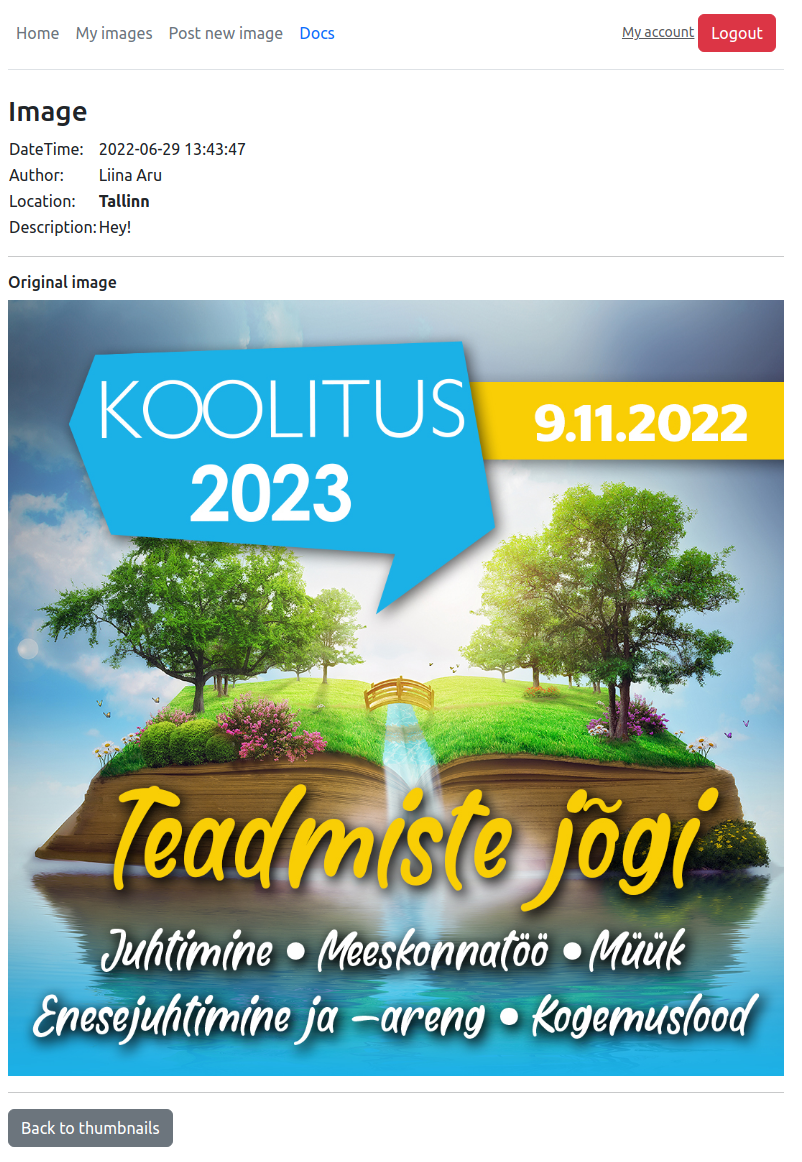 Home My images Post new image Docs My account Logout
Image
DateTime: 2022-06-29 13:43:47
Author: Liina Aru
Location: Tallinn
Description: Hey!
Original image
KOOLITUS
2023
9.11.2022
Teadmiste jõgi
Juhtimine • Meeskonnatöö • Müük
Enesejuhtimine ja –areng • Kogemuslood
Back to thumbnails